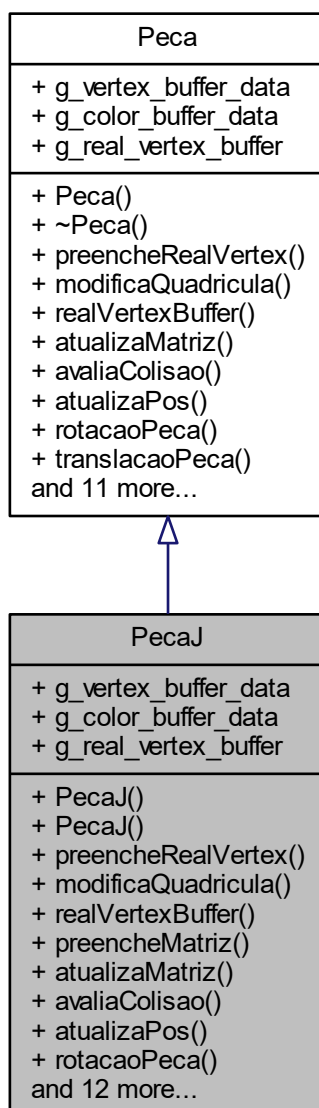 Peca
+ g_vertex_buffer_data
+ g_color_buffer_data
+ g_real_vertex_buffer
+ Peca()
+ ~Peca()
+ preencheRealVertex()
+ modificaQuadricula()
+ realVertexBuffer()
+ atualizaMatriz()
+ avaliaColisao()
+ atualizaPos()
+ rotacaoPeca()
+ translacaoPeca()
and 11 more...
PecaJ
+ g_vertex_buffer_data
+ g_color_buffer_data
+ g_real_vertex_buffer
+ PecaJ()
+ PecaJ()
+ preencheRealVertex()
+ modificaQuadricula()
+ realVertexBuffer()
+ preencheMatriz()
+ atualizaMatriz()
+ avaliaColisao()
+ atualizaPos()
+ rotacaoPeca()
and 12 more...